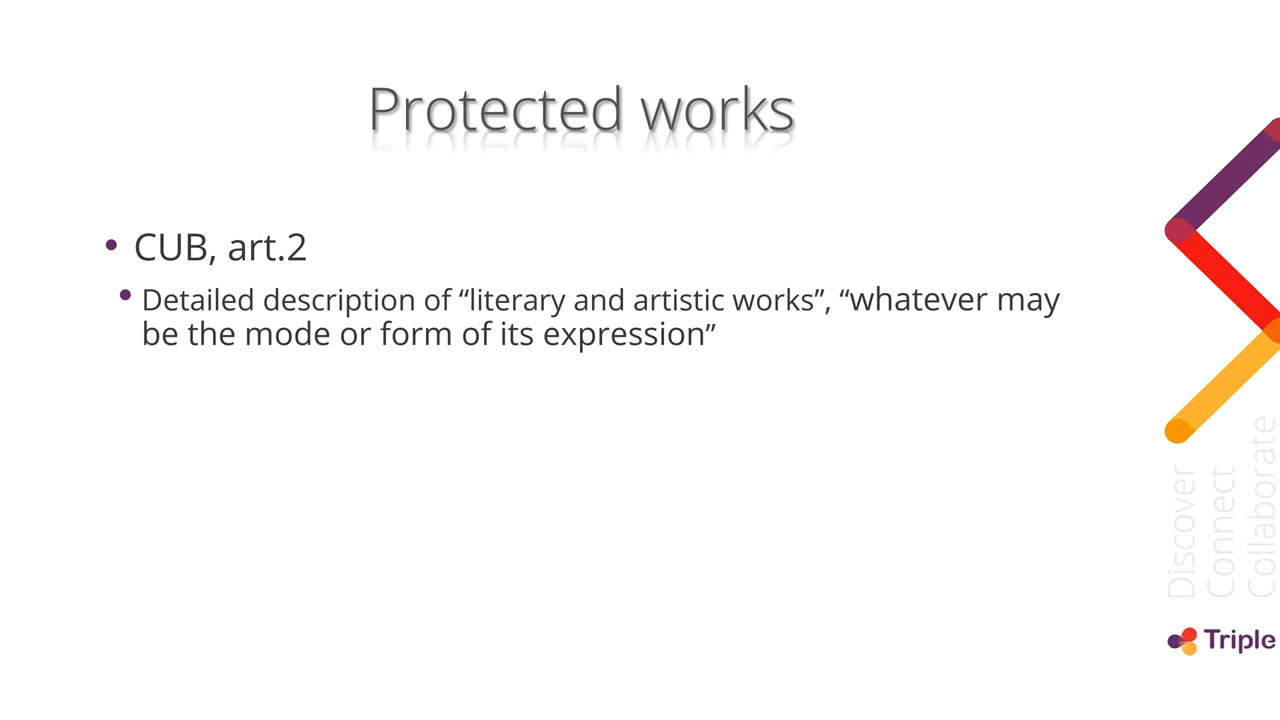 Protected works
• CUB, art.2
• Detailed description of “literary and artistic works”, “whatever may
be the mode or form of its expression”
Discover
Connect
Collaborate
Triple